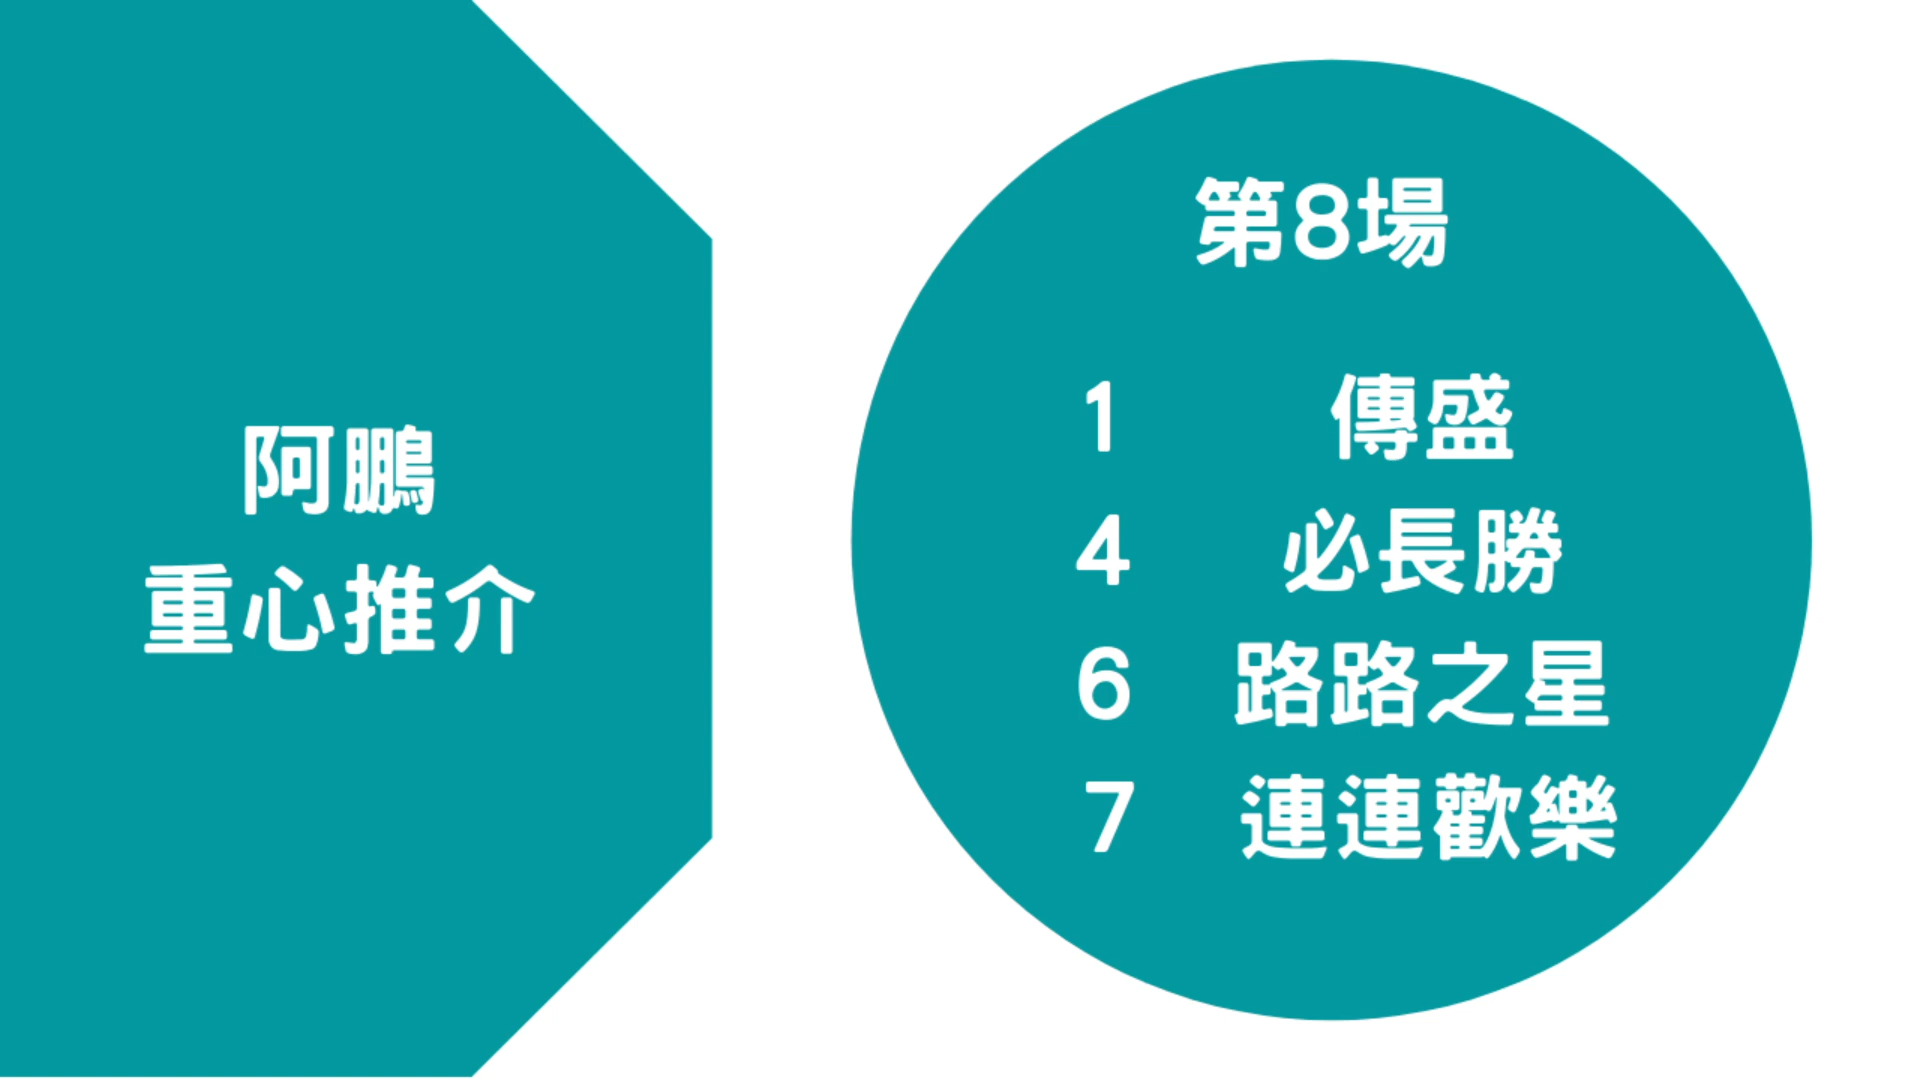 阿鵬
重心推介
第8場
1 傳盛
4 必長勝
6 路路之星
7 連連歡樂